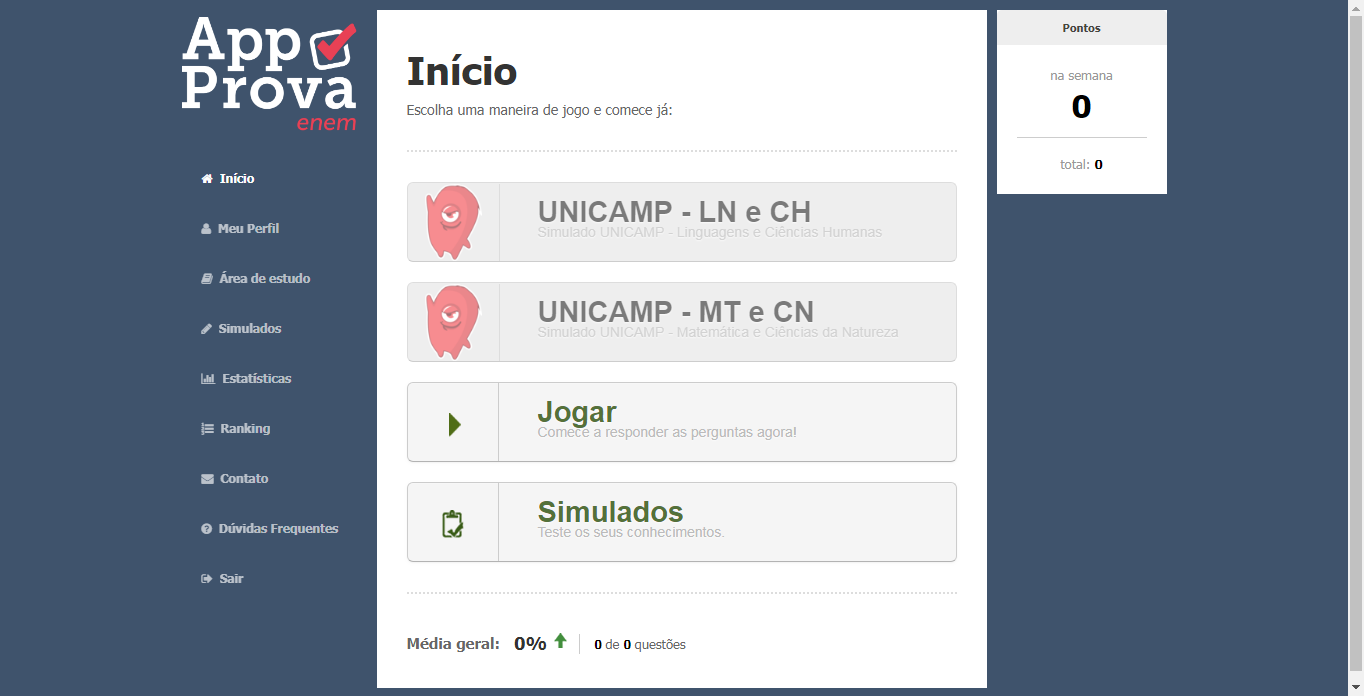 App
Prova
enem
Início
Meu Perfil
Área de estudo
Simulados
Estatísticas
Ranking
Contato
Dúvidas Frequentes
Sair
Início
Escolha uma maneira de jogo e comece já:
UNICAMP - LN e CH
Simulado UNICAMP - Linguagens e Ciências Humanas
UNICAMP - MT e CN
Simulado UNICAMP - Matemática e Ciências da Natureza
Jogar
Comece a responder as perguntas agora!
Simulados
Teste os seus conhecimentos.
Média geral: 0% 0 de 0 questões
Pontos
na semana
0
total: 0